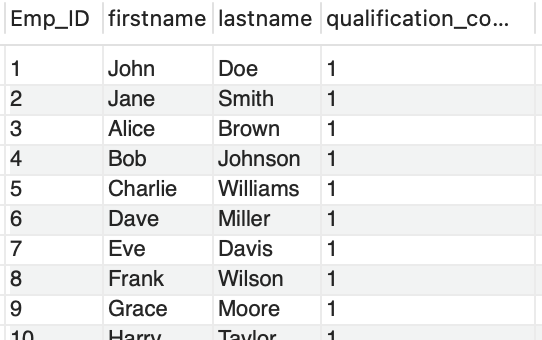 Emp_ID firstname lastname qualification_co...
1 John Doe 1
2 Jane Smith 1
3 Alice Brown 1
4 Bob Johnson 1
5 Charlie Williams 1
6 Dave Miller 1
7 Eve Davis 1
8 Frank Wilson 1
9 Grace Moore 1
10 Harry Taylor 1